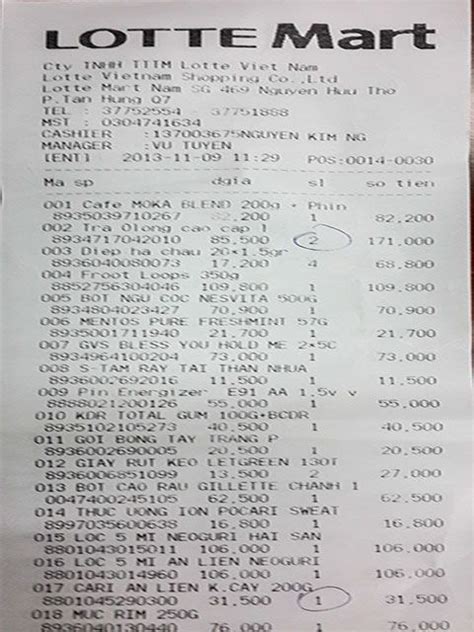 LOTTE Mart
Cty TNHH TTTM Lotte Viet Nam
Lotte Vietnam Shopping Co.,Ltd
Lotte Mart Nam SG 469 Nguyen Huu Tho
P.Tan Hung Q7
TEL : 37752554 - 37751888
MST : 0304741634
CASHIER :137003675NGUYEN KIM NG
MANAGER :VU TUYEN
[ENT] 2013-11-09 11:29 POS:0014-0030
Ma sp dgia sl so tien
001 Cafe MOKA BLEND 200g + Phin
8935039710267 82,200 1 82,200
002 Tra Olong cao cap 1
8934717042010 85,500 2 171,000
003 Diep ha chau 20*1.5gr
8936040080073 17,200 4 68,800
004 Froot Loops 350g
8852756304046 109,800 1 109,800
005 BOT NGU COC NESVITA 500G
8934804023427 70,900 1 70,900
006 MENTOS PURE FRESHMINT 57G
8935001711940 21,700 1 21,700
007 GVS BLESS YOU HOLD ME 2*5C
8934964100204 73,000 1 73,000
008 S-TAM RAY TAI THAN NHUA
8936002692016 11,500 1 11,500
009 Pin Energizer E91 AA 1.5v v
8888021200126 55,000 1 55,000
010 KDR TOTAL GUM 100G+BCDR
8935102105273 40,500 1 40,500
011 GOI BONG TAY TRANG P
8936002690005 20,500 1 20,500
012 GIAY RUT KEO LETGREEN 130T
8936006851099 13,500 2 27,000
013 BOT CAO RAU GILLETTE CHANH 1
0047400245105 62,500 1 62,500
014 THUC UONG ION POCARI SWEAT
8997035600638 16,800 1 16,800
015 LOC 5 MI NEOGURI HAI SAN
8801043015011 106,000 1 106,000
016 LOC 5 MI AN LIEN NEOGURI
8801043014960 106,000 1 106,000
017 CARI AN LIEN K.CAY 200G
8801045290300 31,500 1 31,500
018 MUC RIM 250G
8936040130440 76,000 1 76,000